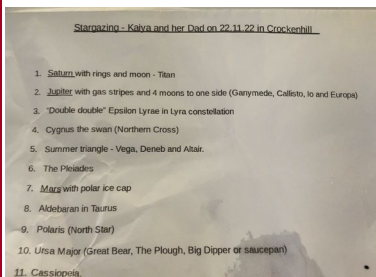 Stargazing - Kaiya and her Dad on 22.11.22 in Crockenhill
1. Saturn with rings and moon - Titan
2. Jupiter with gas stripes and 4 moons to one side (Ganymede, Callisto, Io and Europa)
3. "Double double" Epsilon Lyrae in Lyra constellation
4. Cygnus the swan (Northern Cross)
5. Summer triangle - Vega, Deneb and Altair.
6. The Pleiades
7. Mars with polar ice cap
8. Aldebaran in Taurus
9. Polaris (North Star)
10. Ursa Major (Great Bear, The Plough, Big Dipper or saucepan)
11. Cassiopeia.